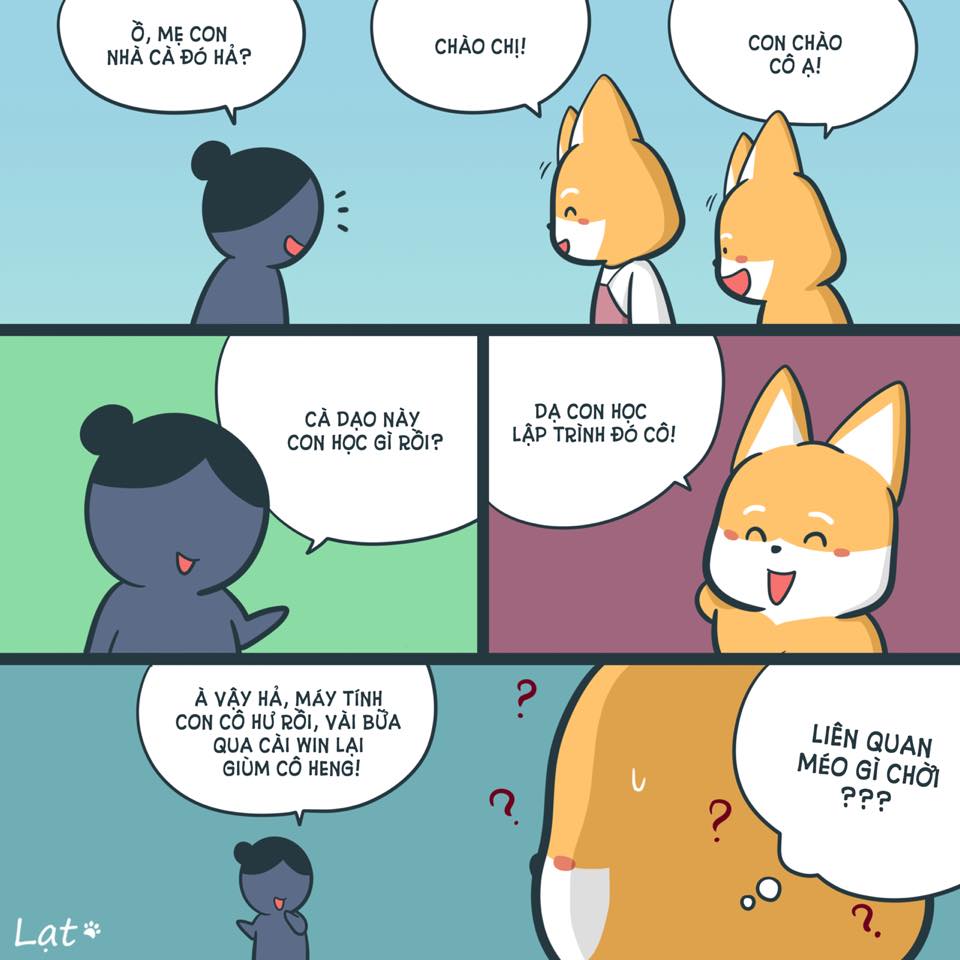 Ồ, MẸ CON
NHÀ CÀ ĐÓ HẢ?
CHÀO CHỊ!
CON CHÀO
CÔ Ạ!
CÀ DẠO NÀY
CON HỌC GÌ RỒI?
DẠ CON HỌC
LẬP TRÌNH ĐÓ CÔ!
À VẬY HẢ, MÁY TÍNH
CON CÔ HƯ RỒI, VÀI BỮA
QUA CÀI WIN LẠI
GIÙM CÔ HENG!
?
?
?
?
LIÊN QUAN
MÉO GÌ CHỜI
???
Lạt